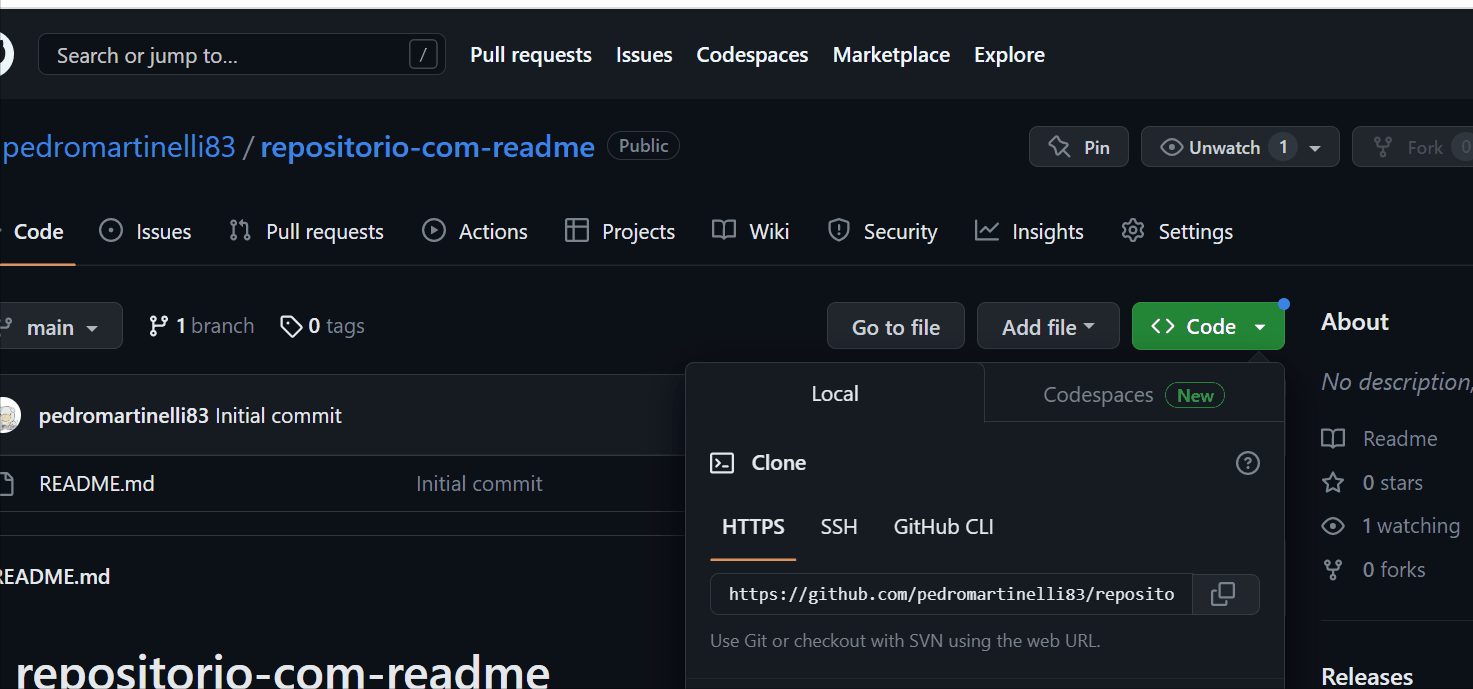 Search or jump to... / Pull requests Issues Codespaces Marketplace Explore
pedromartinelli83 / repositorio-com-readme Public Pin Unwatch 1 Fork 0
Code Issues Pull requests Actions Projects Wiki Security Insights Settings
main 1 branch 0 tags Go to file Add file <> Code
About
No description,
Local Codespaces New
pedromartinelli83 Initial commit
README.md Initial commit
Clone
HTTPS SSH GitHub CLI
https://github.com/pedromartinelli83/reposito
Use Git or checkout with SVN using the web URL.
Readme
0 stars
1 watching
0 forks
README.md
repositorio-com-readme
Releases